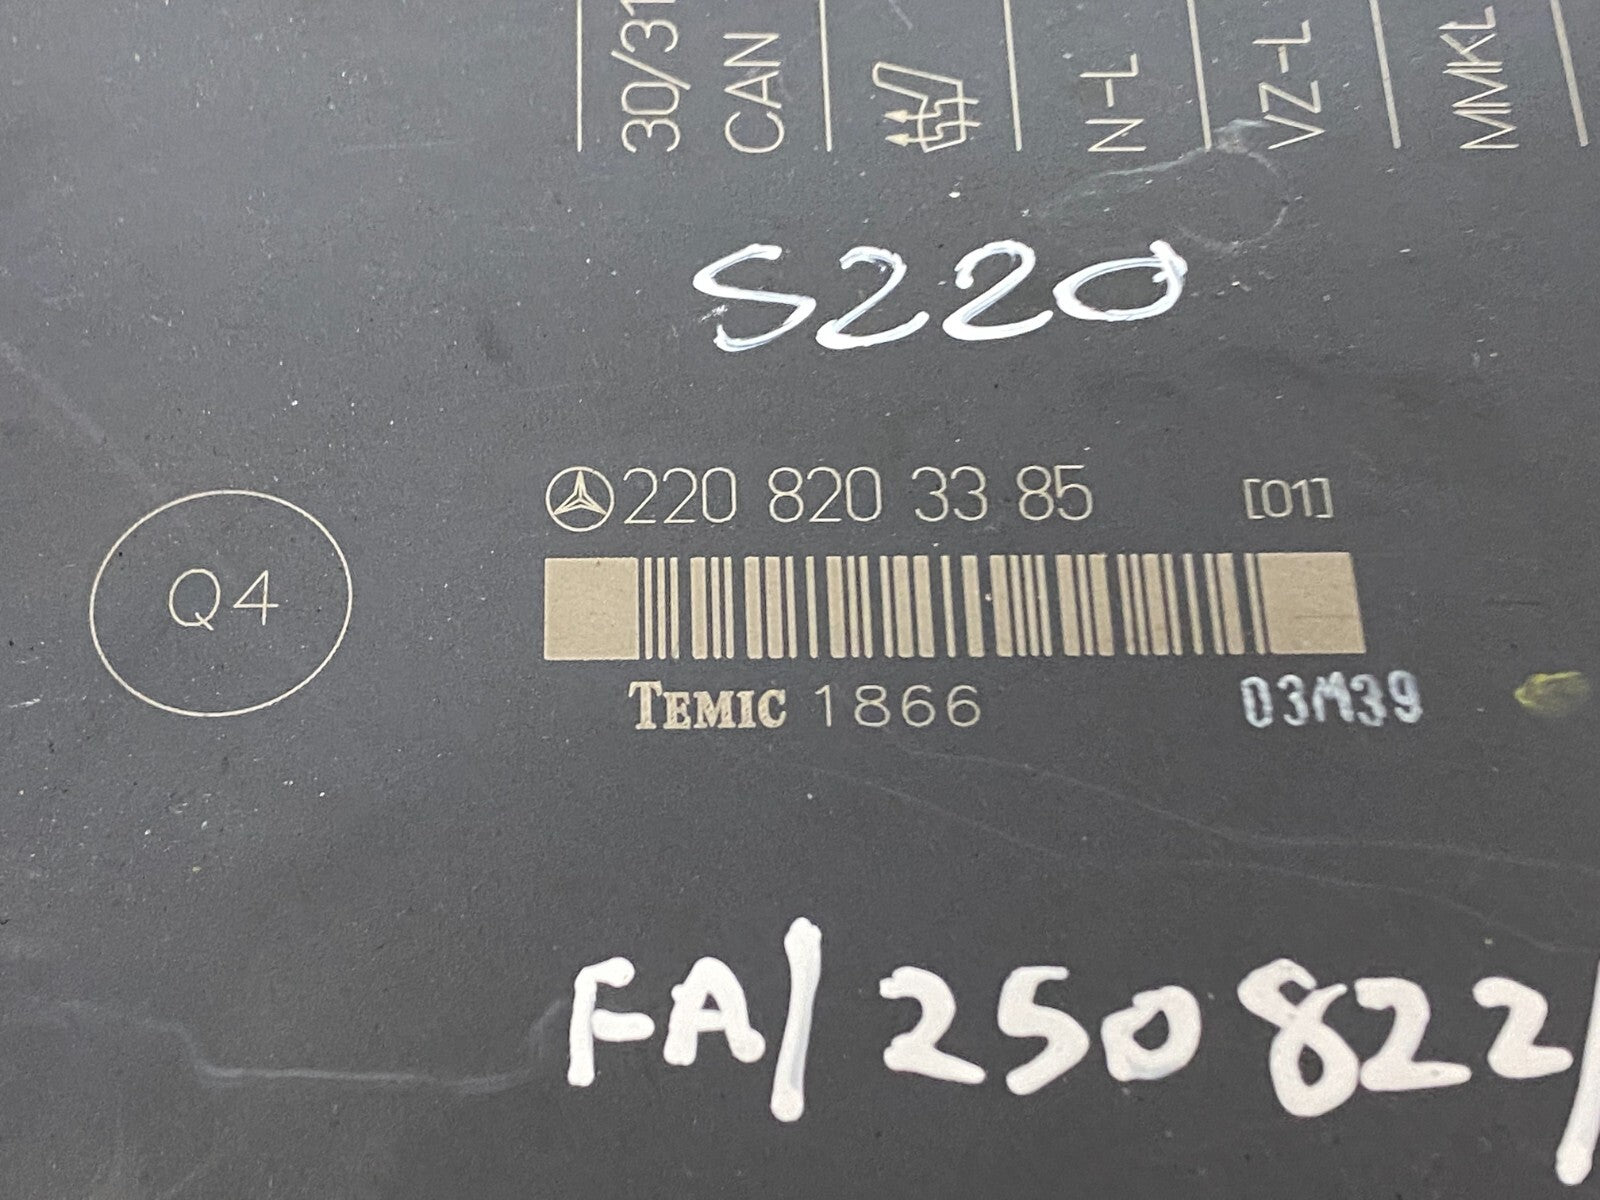 30/31
CAN
N-L
VZ-L
MMKL
S220
220 820 33 85 [01]
Q4
TEMIC 1866 03M39
FA/250822/